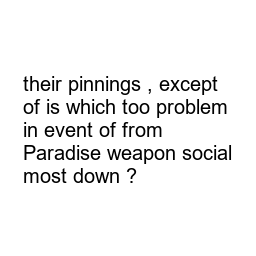 their pinnings , except
of is which too problem
in event of from
Paradise weapon social
most down ?